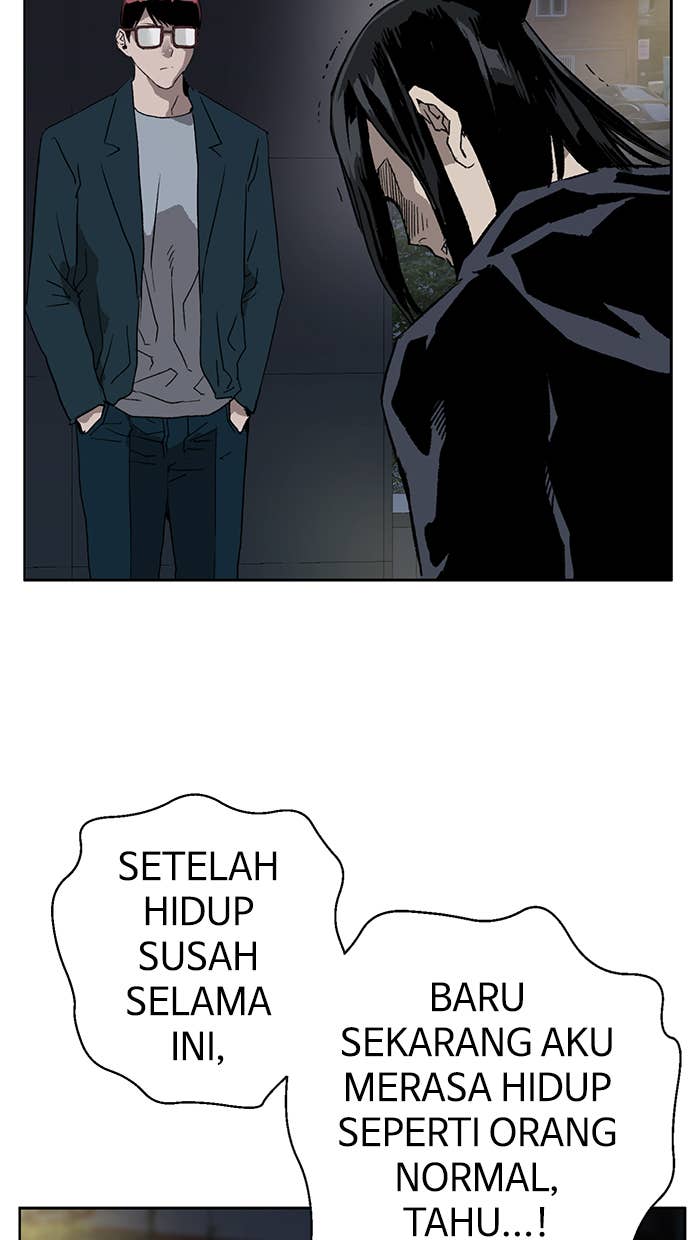 SETELAH
HIDUP
SUSAH
SELAMA
INI,
BARU
SEKARANG AKU
MERASA HIDUP
SEPERTI ORANG
NORMAL,
TAHU...!